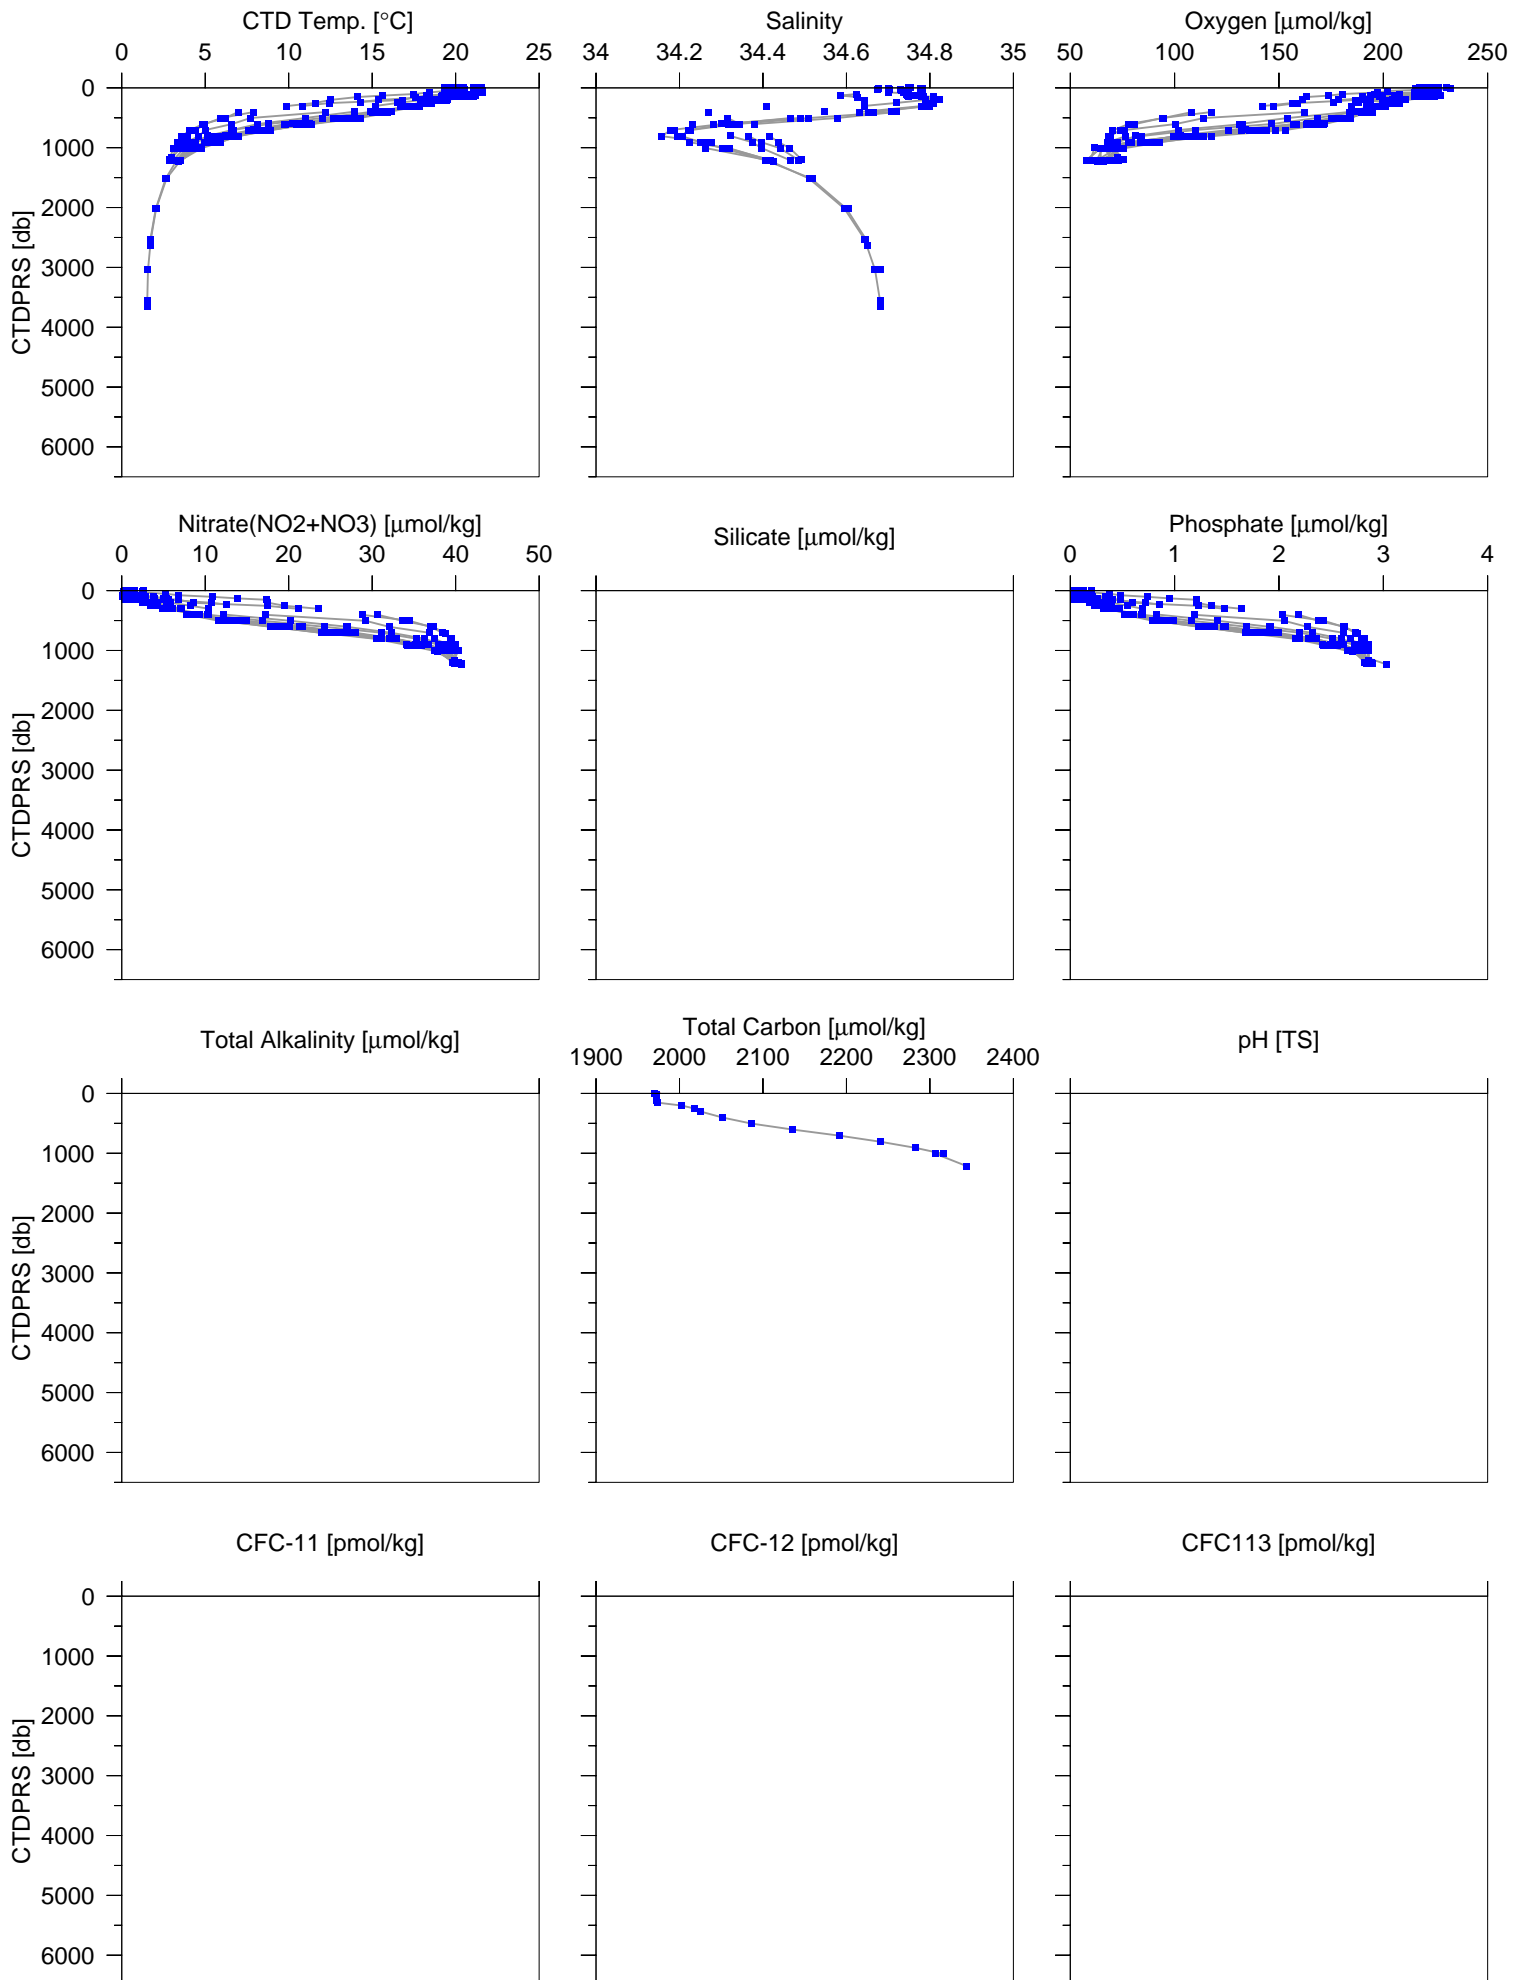 CTD Temp. [°C] Salinity Oxygen [μmol/kg]
0 5 10 15 20 25 34 34.2 34.4 34.6 34.8 35 50 100 150 200 250
0
1000
2000
3000
4000
5000
6000
CTDPRS [db]
Nitrate(NO2+NO3) [μmol/kg] Silicate [μmol/kg] Phosphate [μmol/kg]
0 10 20 30 40 50 0 1 2 3 4
0
1000
2000
3000
4000
5000
6000
CTDPRS [db]
Total Alkalinity [μmol/kg] Total Carbon [μmol/kg] pH [TS]
1900 2000 2100 2200 2300 2400
0
1000
2000
3000
4000
5000
6000
CTDPRS [db]
CFC-11 [pmol/kg] CFC-12 [pmol/kg] CFC113 [pmol/kg]
0
1000
2000
3000
4000
5000
6000
CTDPRS [db]